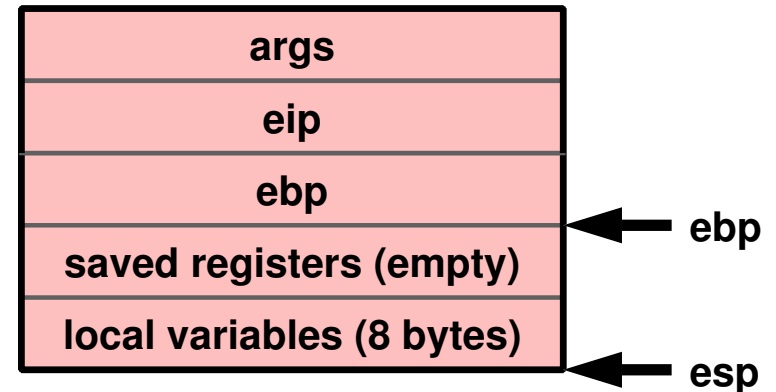 args
eip
ebp
ebp
saved registers (empty)
local variables (8 bytes)
esp